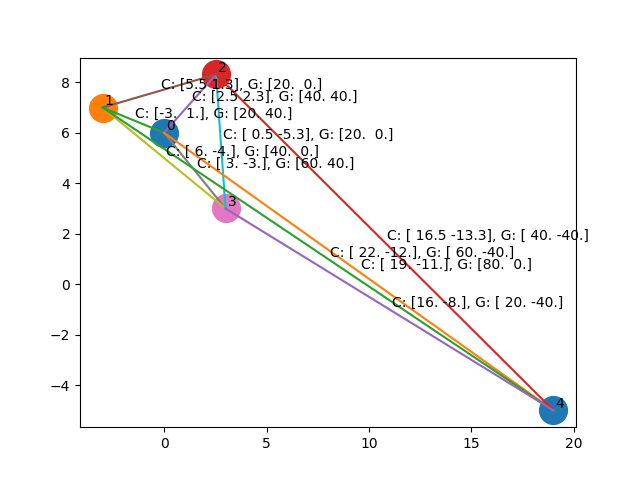 2
C: [5.5 1.3], G: [20.  0.]
8
C: [2.5 2.3], G: [40. 40.]
1
C: [-3.  1.], G: [20. 40.]
0
6
C: [ 0.5 -5.3], G: [20.  0.]
C: [ 6. -4.], G: [40.  0.]
C: [ 3. -3.], G: [60. 40.]
4
3
2
C: [ 16.5 -13.3], G: [ 40. -40.]
C: [ 22. -12.], G: [ 60. -40.]
C: [ 19. -11.], G: [80.  0.]
0
C: [16. -8.], G: [ 20. -40.]
−2
−4
4
0 5 10 15 20